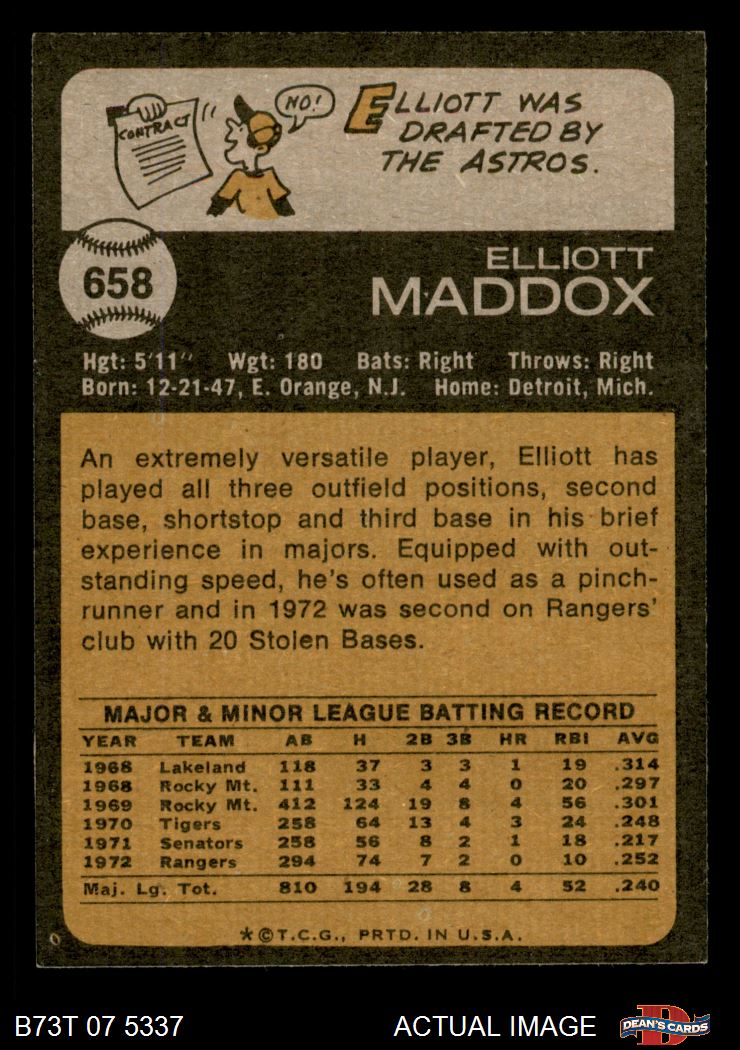 CONTRACT
NO!
ELLIOTT WAS
DRAFTED BY
THE ASTROS.
658
ELLIOTT
MADDOX
Hgt: 5'11" Wgt: 180 Bats: Right Throws: Right
Born: 12-21-47, E. Orange, N.J. Home: Detroit, Mich.
An extremely versatile player, Elliott has
played all three outfield positions, second
base, shortstop and third base in his brief
experience in majors. Equipped with out-
standing speed, he's often used as a pinch-
runner and in 1972 was second on Rangers'
club with 20 Stolen Bases.
MAJOR & MINOR LEAGUE BATTING RECORD
YEAR TEAM AB H 2B 3B HR RBI AVG
1968 Lakeland 118 37 3 3 1 19 .314
1968 Rocky Mt. 111 33 4 4 0 20 .297
1969 Rocky Mt. 412 124 19 8 4 56 .301
1970 Tigers 258 64 13 4 3 24 .248
1971 Senators 258 56 8 2 1 18 .217
1972 Rangers 294 74 7 2 0 10 .252
Maj. Lg. Tot. 810 194 28 8 4 52 .240
*©T.C.G., PRTD. IN U.S.A.
B73T 07 5337 ACTUAL IMAGE
D
DEAN'S CARDS